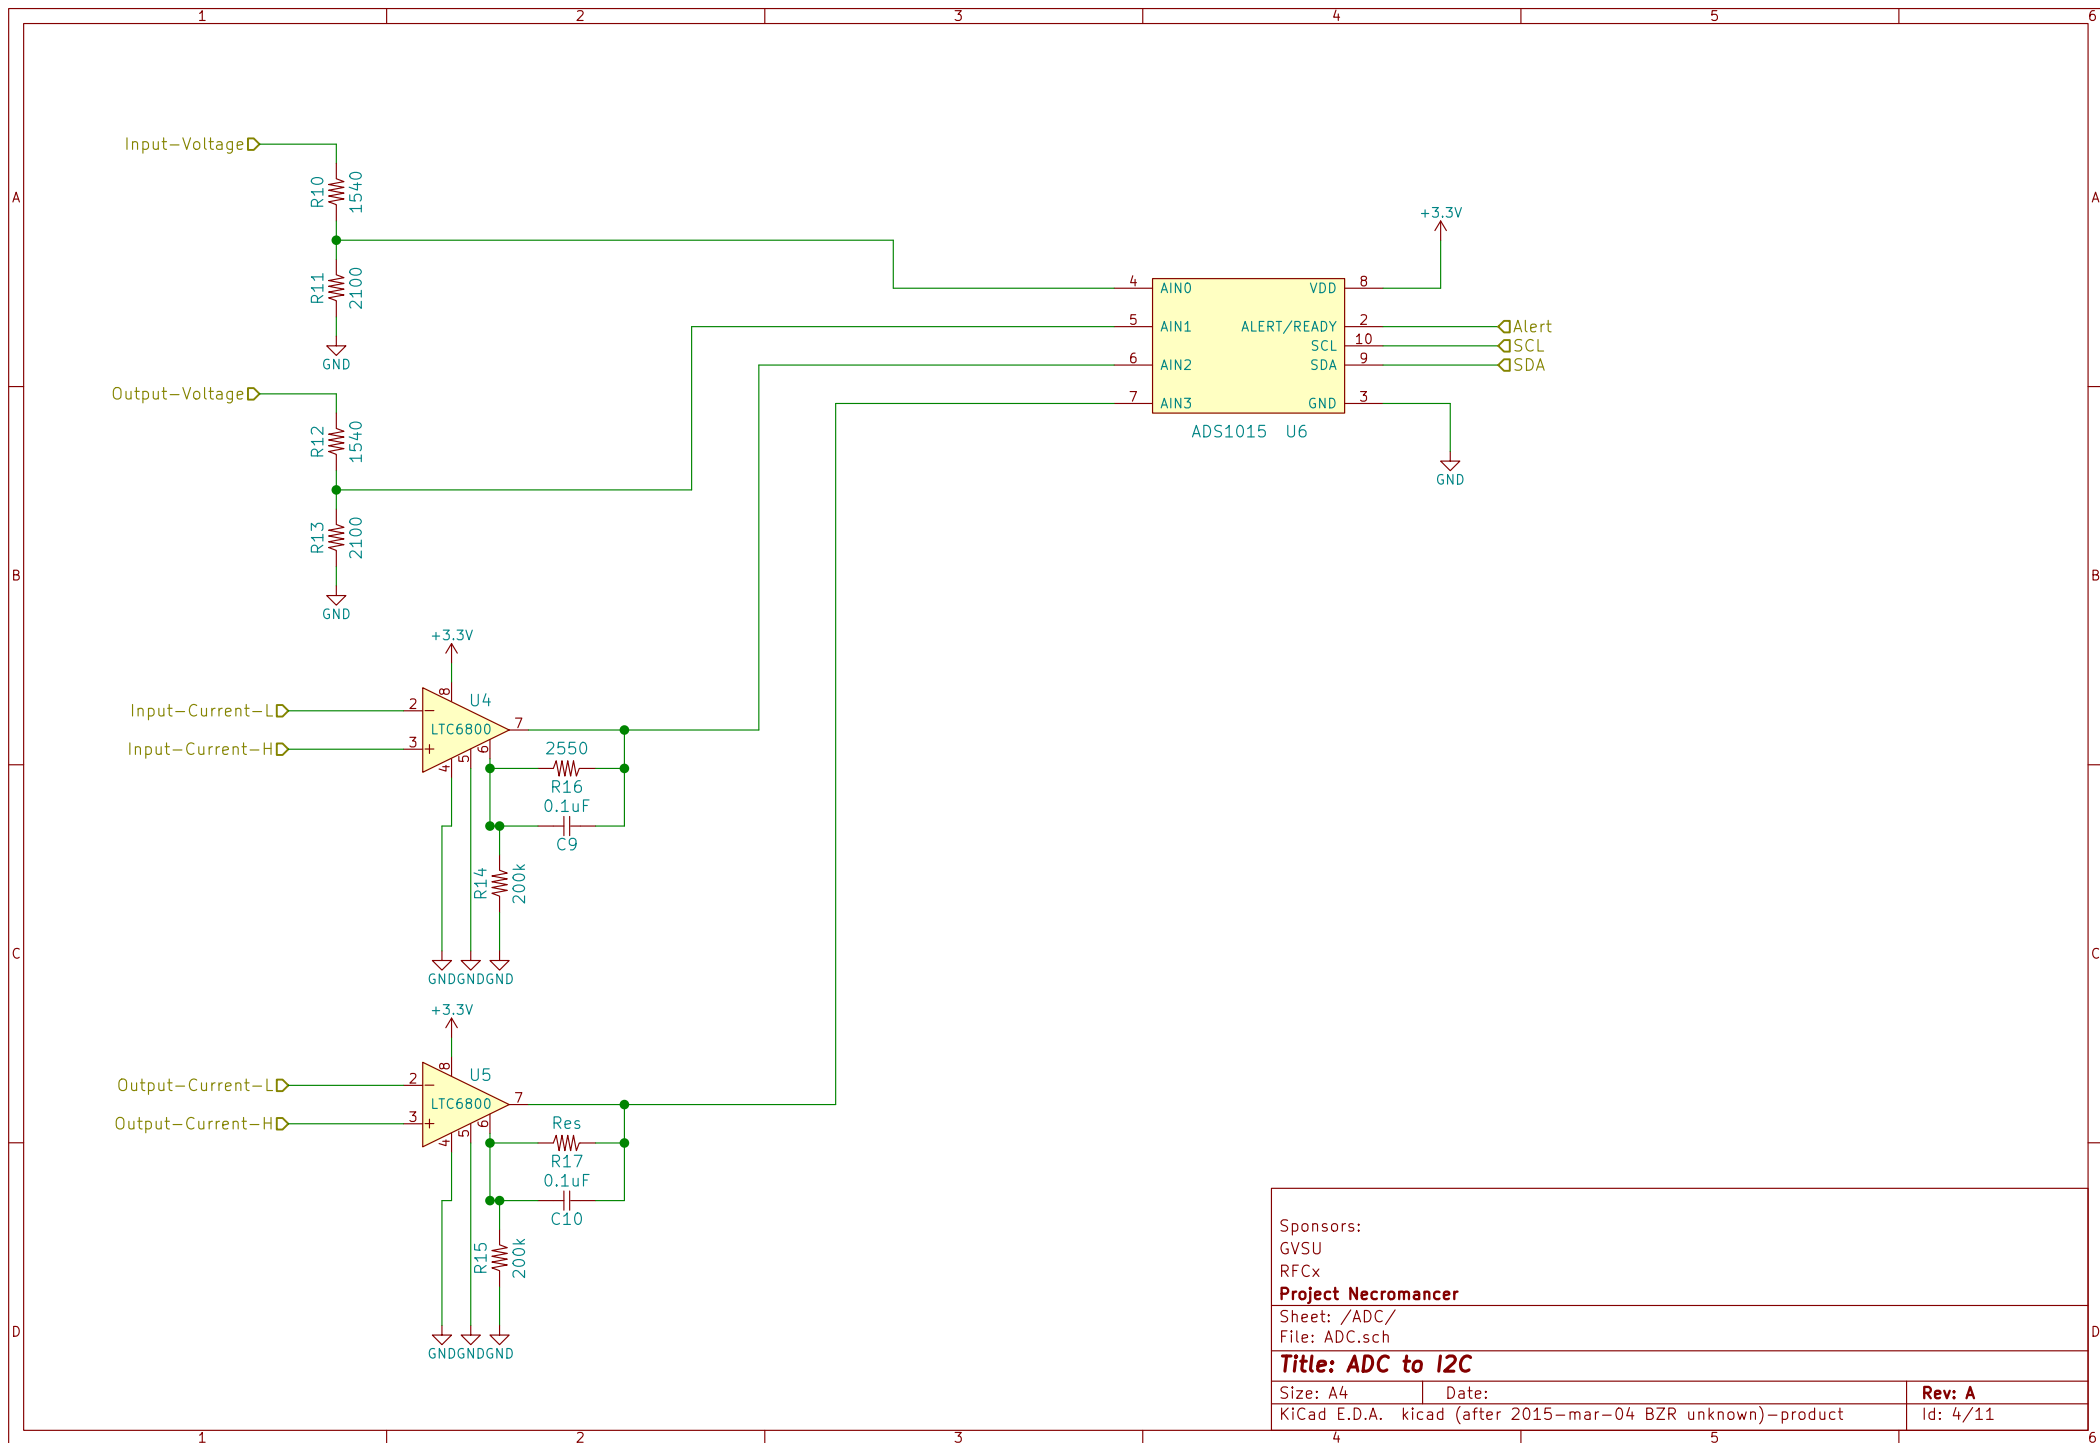 1 2 3 4 5 6
A A
B B
C C
D D
Input-Voltage
R10 1540
R11 2100
GND
Output-Voltage
R12 1540
R13 2100
GND
+3.3V
4 AIN0 VDD 8
5 AIN1 ALERT/READY 2 Alert
SCL 10 SCL
6 AIN2 SDA 9 SDA
7 AIN3 GND 3
ADS1015 U6
GND
+3.3V
8 U4
Input-Current-L 2 −
LTC6800 7
Input-Current-H 3 +
4 5 6
2550
R16
0.1uF
C9
R14 200k
GND GND GND
+3.3V
8 U5
Output-Current-L 2 −
LTC6800 7
Output-Current-H 3 +
4 5 6
Res
R17
0.1uF
C10
R15 200k
GND GND GND
Sponsors:
GVSU
RFCx
Project Necromancer
Sheet: /ADC/
File: ADC.sch
Title: ADC to I2C
Size: A4 Date: Rev: A
KiCad E.D.A. kicad (after 2015-mar-04 BZR unknown)-product Id: 4/11
1 2 3 4 5 6